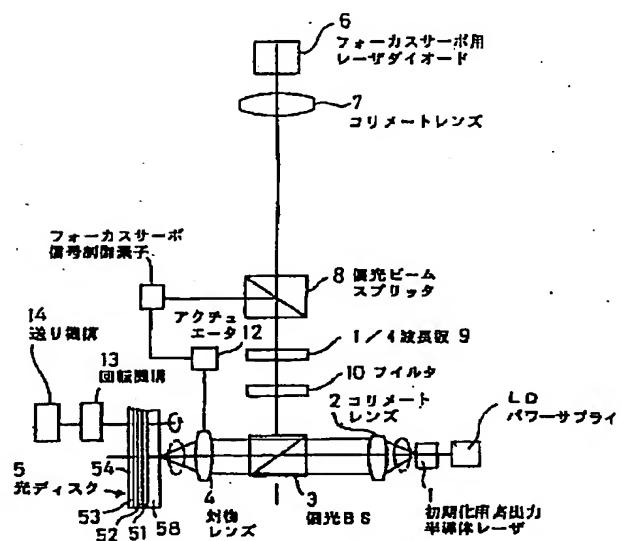 6
フォーカスサーボ用
レーザダイオード
7
コリメートレンズ
フォーカスサーボ
信号制御素子
8 偏光ビーム
スプリッタ
アクチュ
エータ 12
1/4波長板 9
14
送り機構
13
回転機構
10 フイルタ
2 コリメート
レンズ
LD
パワーサプライ
5
光ディスク
54
53
52
51
58
4
対物
レンズ
3
偏光BS
1
初期化用高出力
半導体レーザ